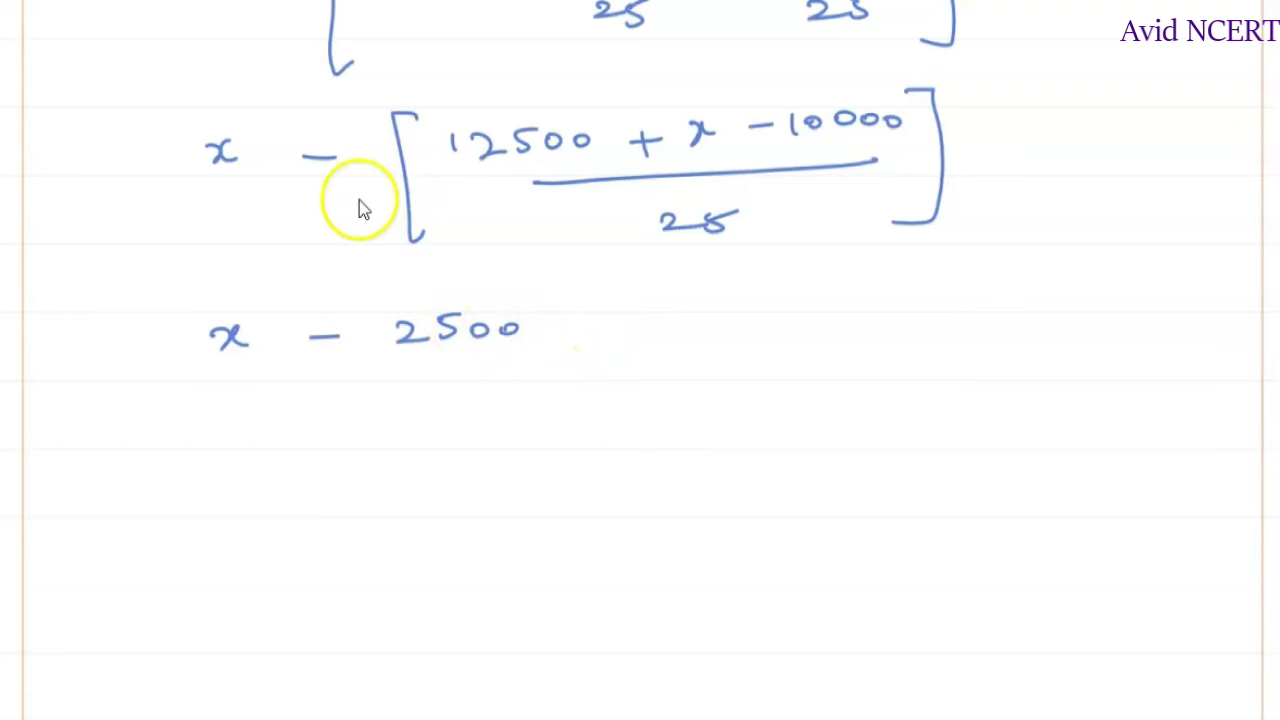 Avid NCERT
25 25
x - [ 12500 + x - 10000 ]
25
x - 2500